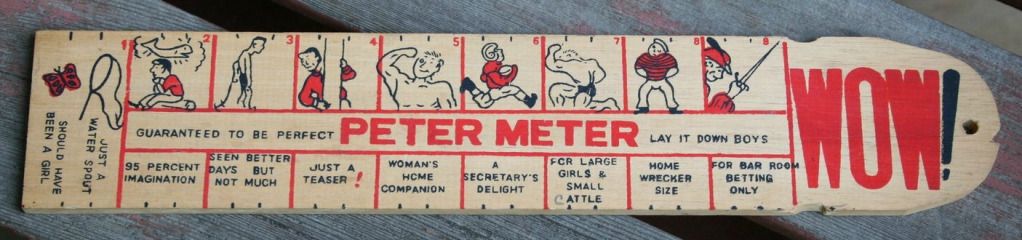 1 2 3 4 5 6 7 8 9
SHOULD HAVE
BEEN A GIRL
JUST A
WATER SPOUT
GUARANTEED TO BE PERFECT PETER METER LAY IT DOWN BOYS
95 PERCENT
IMAGINATION
SEEN BETTER
DAYS BUT
NOT MUCH
JUST A
TEASER!
WOMAN'S
HOME
COMPANION
A
SECRETARY'S
DELIGHT
FOR LARGE
GIRLS &
SMALL
CATTLE
HOME
WRECKER
SIZE
FOR BAR ROOM
BETTING
ONLY
WOW!